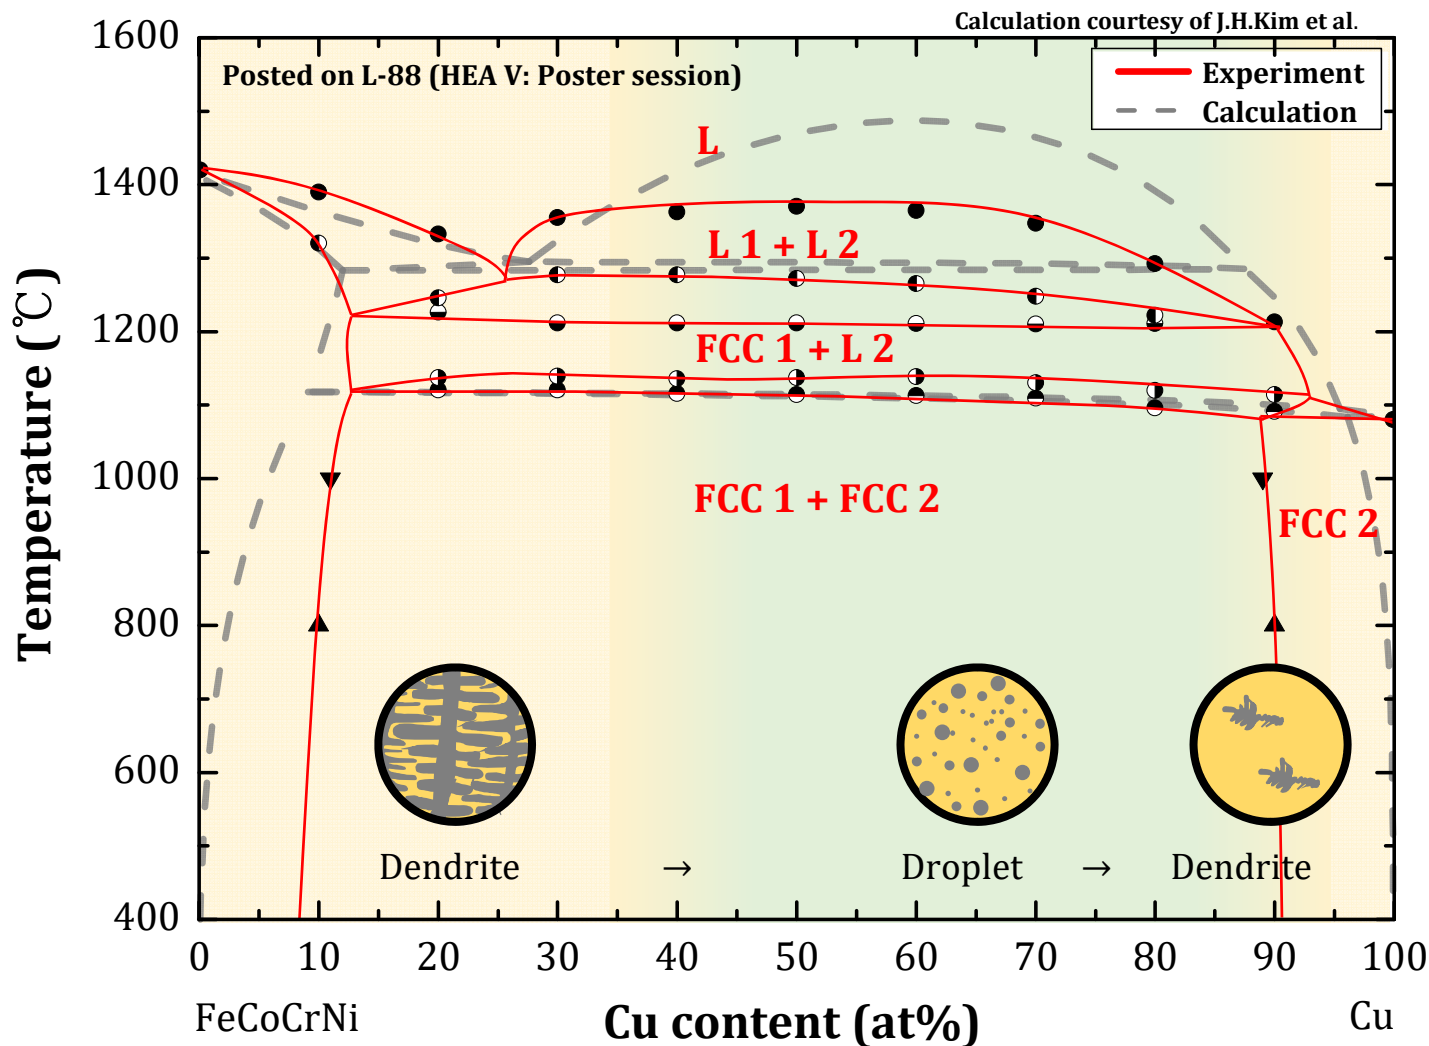 Calculation courtesy of J.H.Kim et al.
1600
Posted on L-88 (HEA V: Poster session)
Experiment
Calculation
L
1400
L 1 + L 2
1200
FCC 1 + L 2
1000
FCC 1 + FCC 2
FCC 2
800
600
Dendrite → Droplet → Dendrite
400
Temperature (℃)
0 10 20 30 40 50 60 70 80 90 100
FeCoCrNi Cu content (at%) Cu